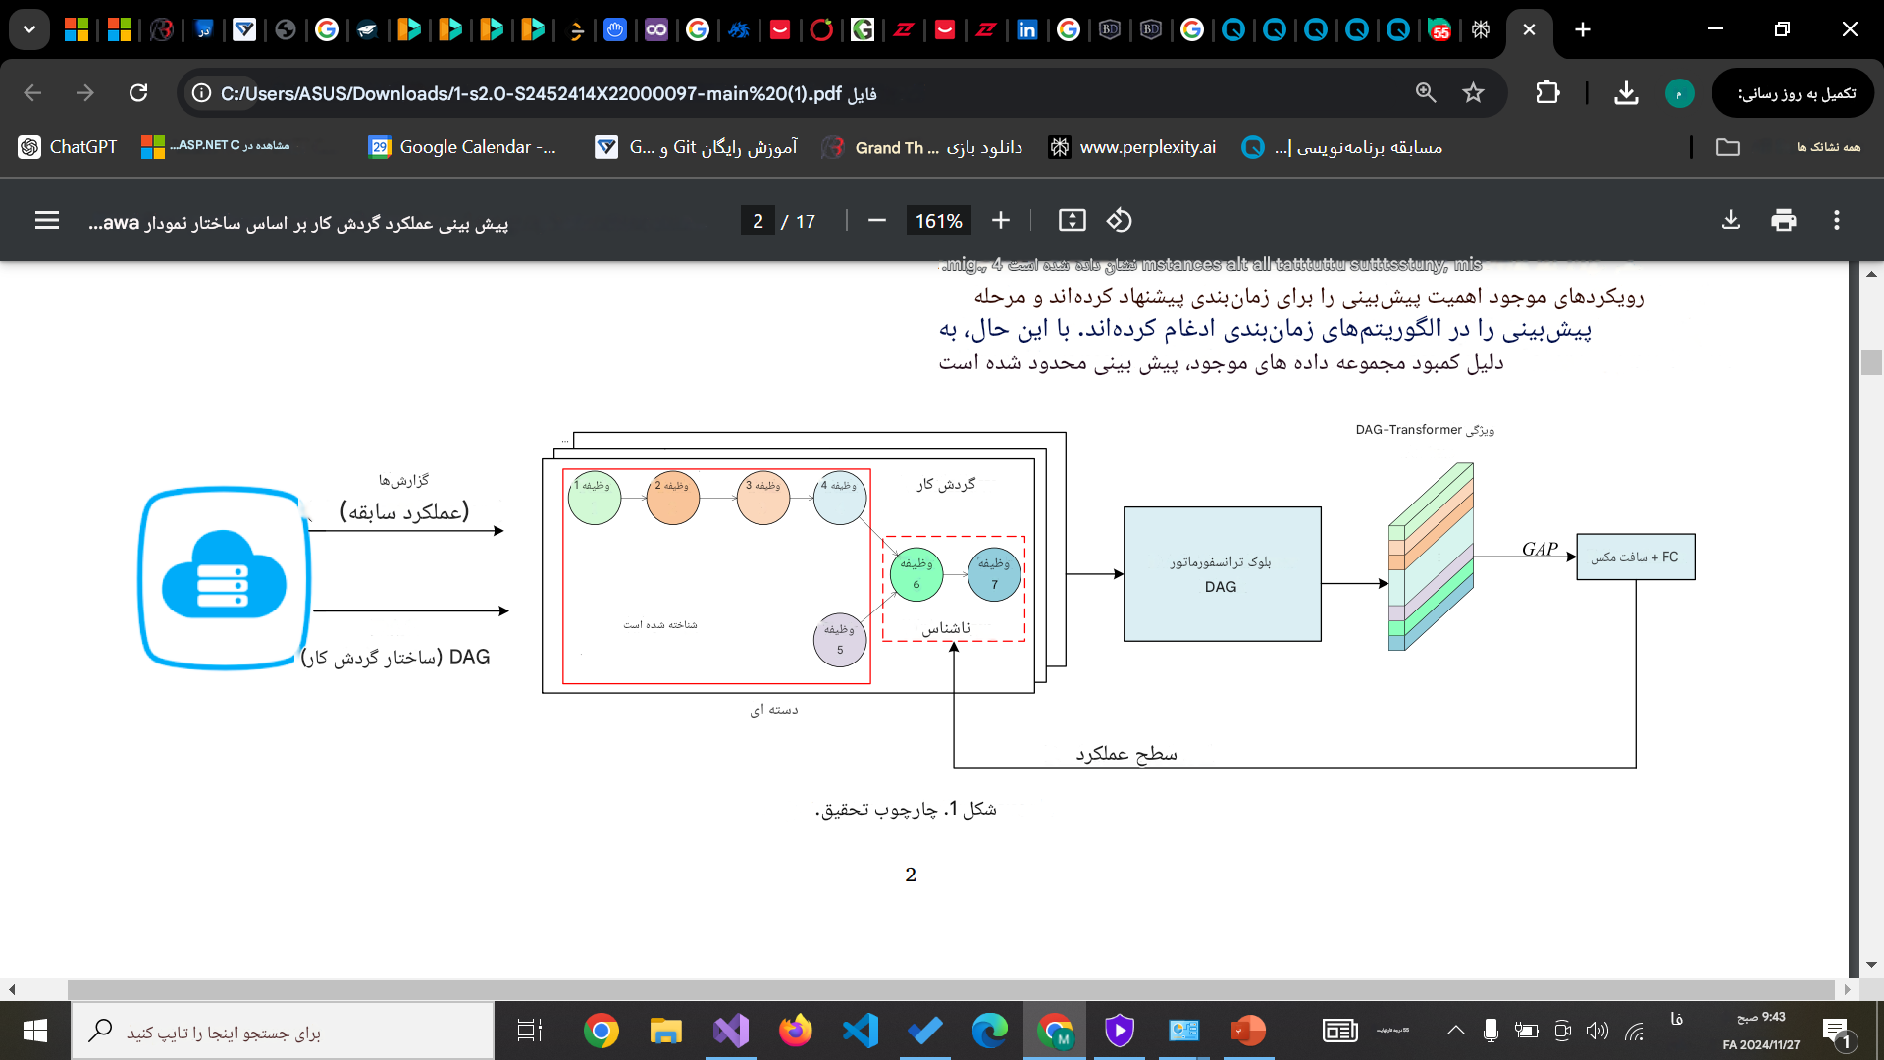 فایل C:/Users/ASUS/Downloads/1-s2.0-S2452414X22000097-main%20(1).pdf
تکمیل به روز رسانی:
ChatGPT
مشاهده در ASP.NET C...
Google Calendar -...
آموزش رایگان Git و G...
دانلود بازی Grand Th ...
www.perplexity.ai
مسابقه برنامه‌نویسی |...
همه نشانک ها
پیش بینی عملکرد گردش کار بر اساس ساختار نمودار awa...
2 / 17
161%
نشان داده شده است
رویکردهای موجود اهمیت پیش‌بینی را برای زمان‌بندی پیشنهاد کرده‌اند و مرحله
پیش‌بینی را در الگوریتم‌های زمان‌بندی ادغام کرده‌اند. با این حال، به
دلیل کمبود مجموعه داده های موجود، پیش بینی محدود شده است
ویژگی DAG-Transformer
...
گزارش‌ها
(عملکرد سابقه)
DAG (ساختار گردش کار)
وظیفه 1
وظیفه 2
وظیفه 3
وظیفه 4
گردش کار
وظیفه
6
وظیفه
7
ناشناس
شناخته شده است
وظیفه
5
دسته ای
بلوک ترانسفورماتور
DAG
GAP
FC + سافت مکس
سطح عملکرد
شکل 1. چارچوب تحقیق.
2
برای جستجو اینجا را تایپ کنید
فا
9:43 صبح
FA 2024/11/27
1